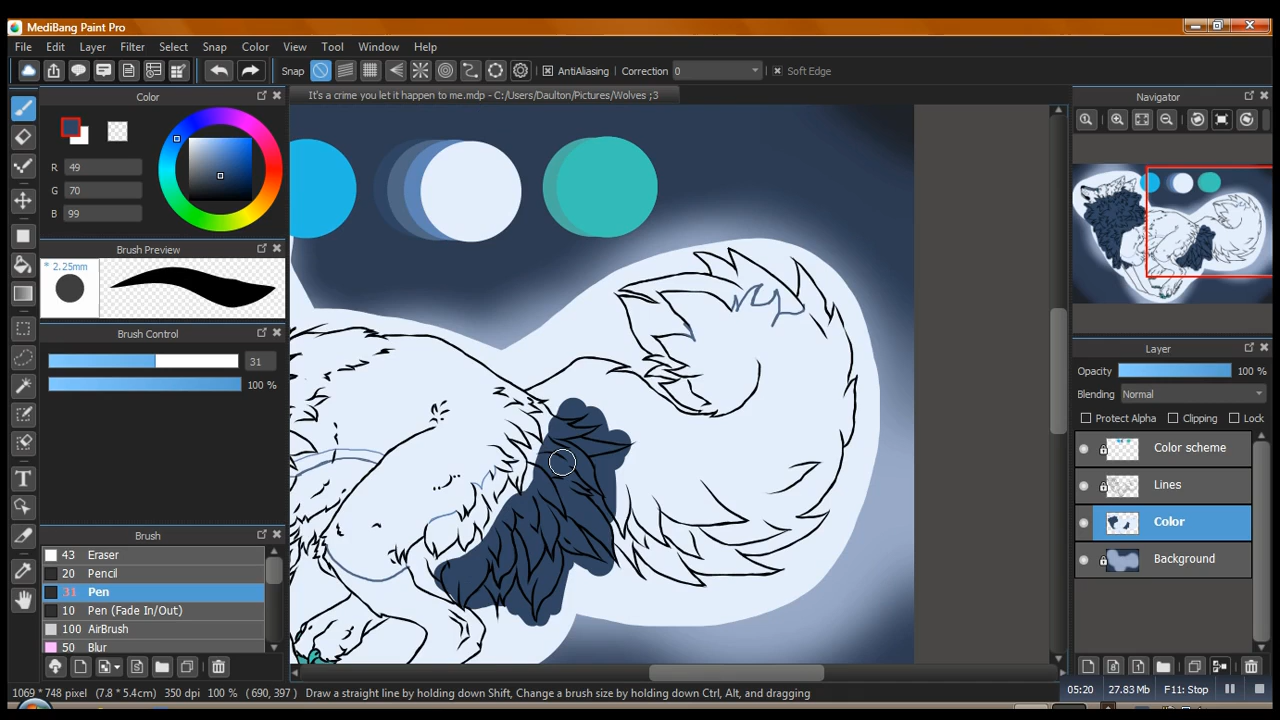 MediBang Paint Pro
File Edit Layer Filter Select Snap Color View Tool Window Help
Snap AntiAliasing Correction 0 Soft Edge
Color
It's a crime you let it happen to me.mdp - C:/Users/Daulton/Pictures/Wolves ;3
Navigator
R 49
G 70
B 99
Brush Preview
* 2.25mm
Brush Control
31
100 %
Layer
Opacity 100 %
Blending Normal
Protect Alpha Clipping Lock
Color scheme
Lines
Color
Background
Brush
43 Eraser
20 Pencil
31 Pen
10 Pen (Fade In/Out)
100 AirBrush
50 Blur
1069 * 748 pixel (7.8 * 5.4cm) 350 dpi 100 % (690, 397) Draw a straight line by holding down Shift, Change a brush size by holding down Ctrl, Alt, and dragging
05:20 27.83 Mb F11: Stop